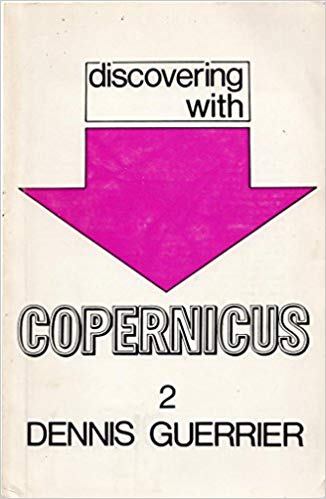 discovering
with
COPERNICUS
2
DENNIS GUERRIER